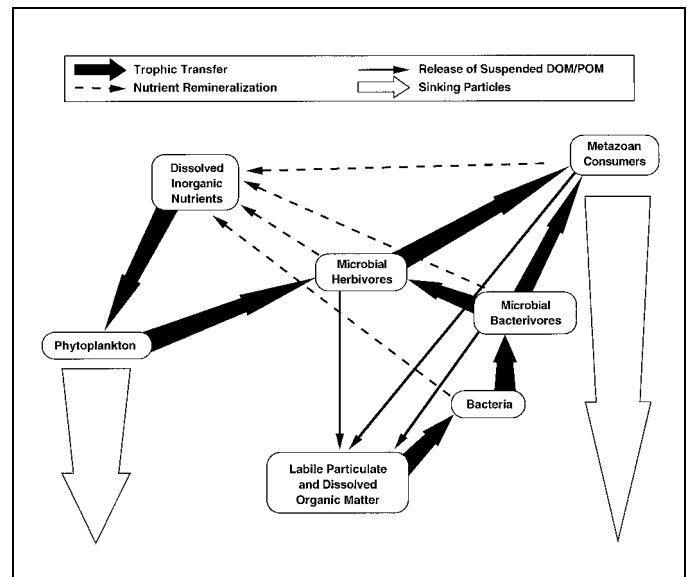 Trophic Transfer
Release of Suspended DOM/POM
Nutrient Remineralization
Sinking Particles
Metazoan
Consumers
Dissolved
Inorganic
Nutrients
Microbial
Herbivores
Microbial
Bacterivores
Phytoplankton
Bacteria
Labile Particulate
and Dissolved
Organic Matter